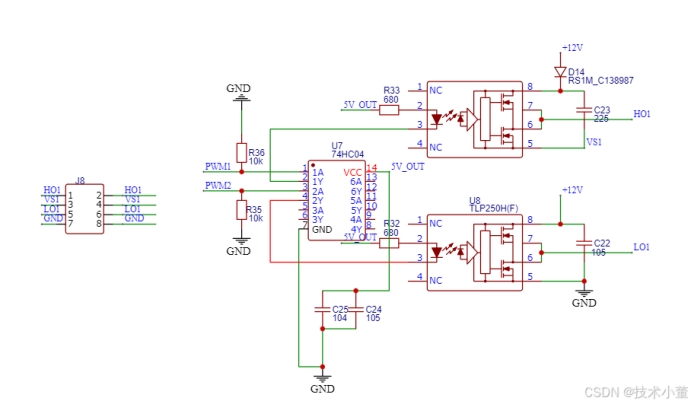 +12V
D14
RS1M_C138987
GND
R33
680
5V_OUT
1 NC
2
3
4 NC
8
7
6
5
C23
225
HO1
VS1
R36
10k
U7
74HC04
PWM1
PWM2
1 1A
2 1Y
3 2A
4 2Y
5 3A
6 3Y
7 GND
VCC 14
6A 13
6Y 12
5A 11
5Y 10
4A 9
4Y 8
5V_OUT
R35
10k
GND
J8
HO1 1 2 HO1
VS1 3 4 VS1
LO1 5 6 LO1
GND 7 8 GND
+12V
U8
TLP250H(F)
R32
680
5V_OUT
1 NC
2
3
4 NC
8
7
6
5
C22
105
LO1
GND
C25
104
C24
105
GND
CSDN @技术小董